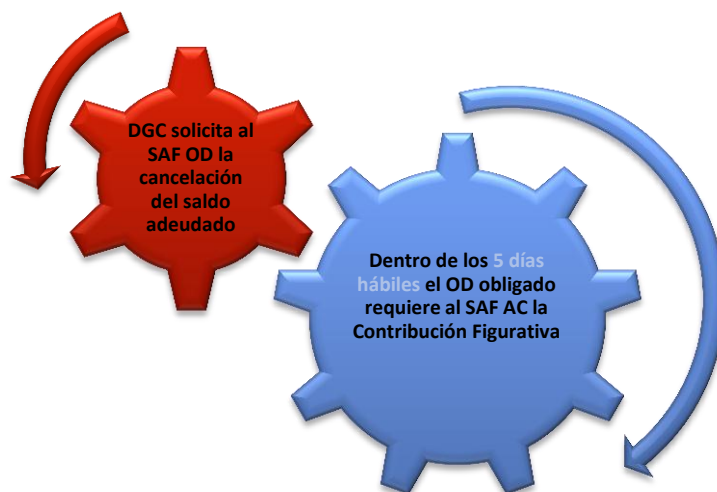 DGC solicita al
SAF OD la
cancelación
del saldo
adeudado
Dentro de los 5 días
hábiles el OD obligado
requiere al SAF AC la
Contribución Figurativa